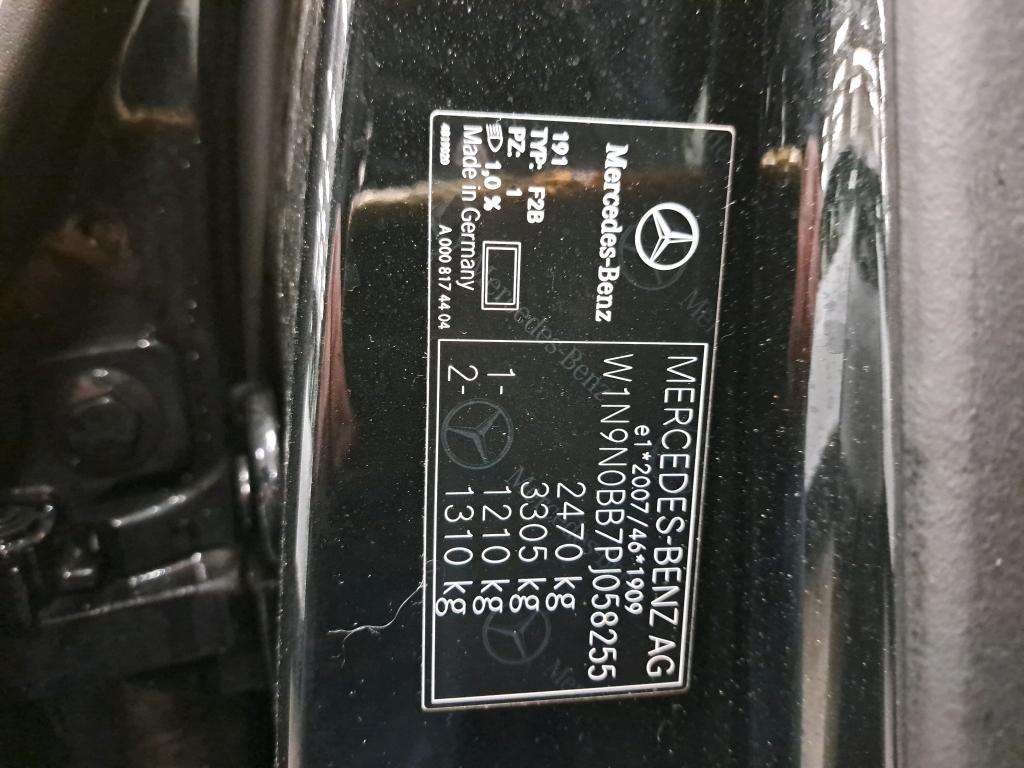 Mercedes-Benz
191
TYP: F2B
PZ: 1
1,0 %
Made in Germany
A 000 817 44 04
MERCEDES-BENZ AG
e1*2007/46*1909
W1N9N0BB7PJ058255
2470 kg
3305 kg
1- 1210 kg
2- 1310 kg